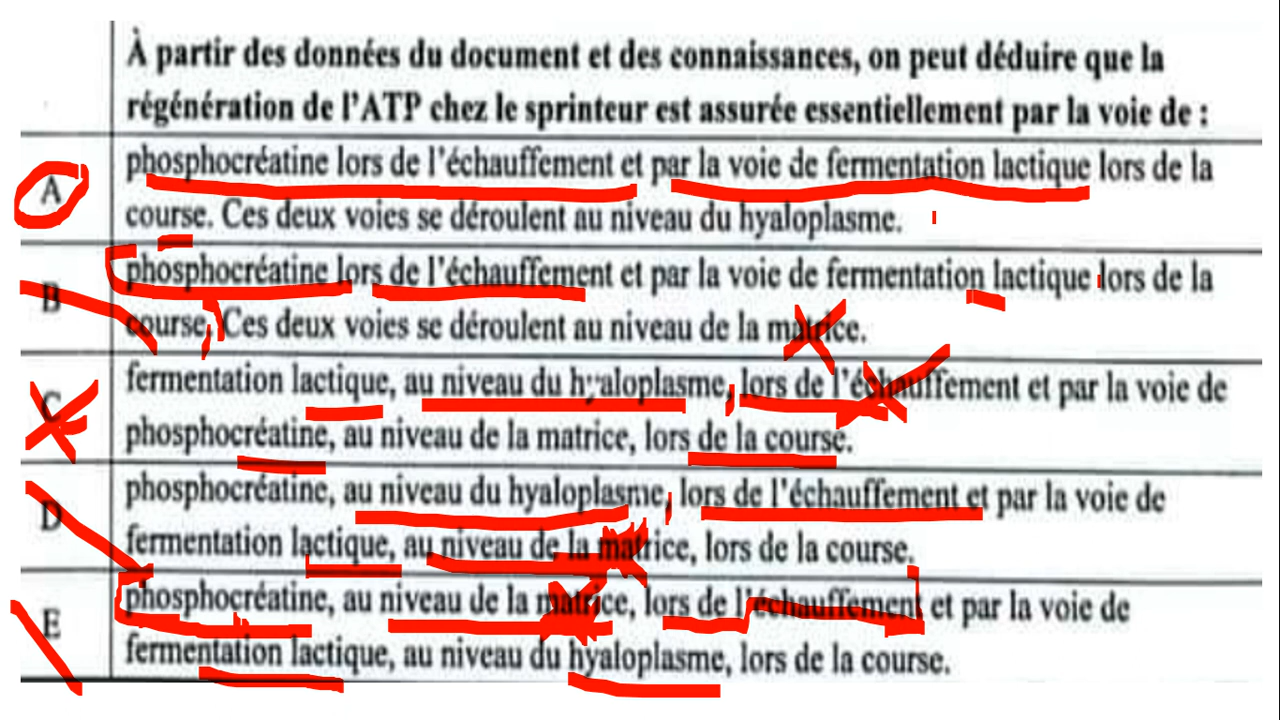 À partir des données du document et des connaissances, on peut déduire que la
régénération de l'ATP chez le sprinteur est assurée essentiellement par la voie de :
A
phosphocréatine lors de l'échauffement et par la voie de fermentation lactique lors de la
course. Ces deux voies se déroulent au niveau du hyaloplasme.
B
phosphocréatine lors de l'échauffement et par la voie de fermentation lactique lors de la
course. Ces deux voies se déroulent au niveau de la matrice.
C
fermentation lactique, au niveau du hyaloplasme, lors de l'échauffement et par la voie de
phosphocréatine, au niveau de la matrice, lors de la course.
D
phosphocréatine, au niveau du hyaloplasme, lors de l'échauffement et par la voie de
fermentation lactique, au niveau de la matrice, lors de la course.
E
phosphocréatine, au niveau de la matrice, lors de l'échauffement et par la voie de
fermentation lactique, au niveau du hyaloplasme, lors de la course.